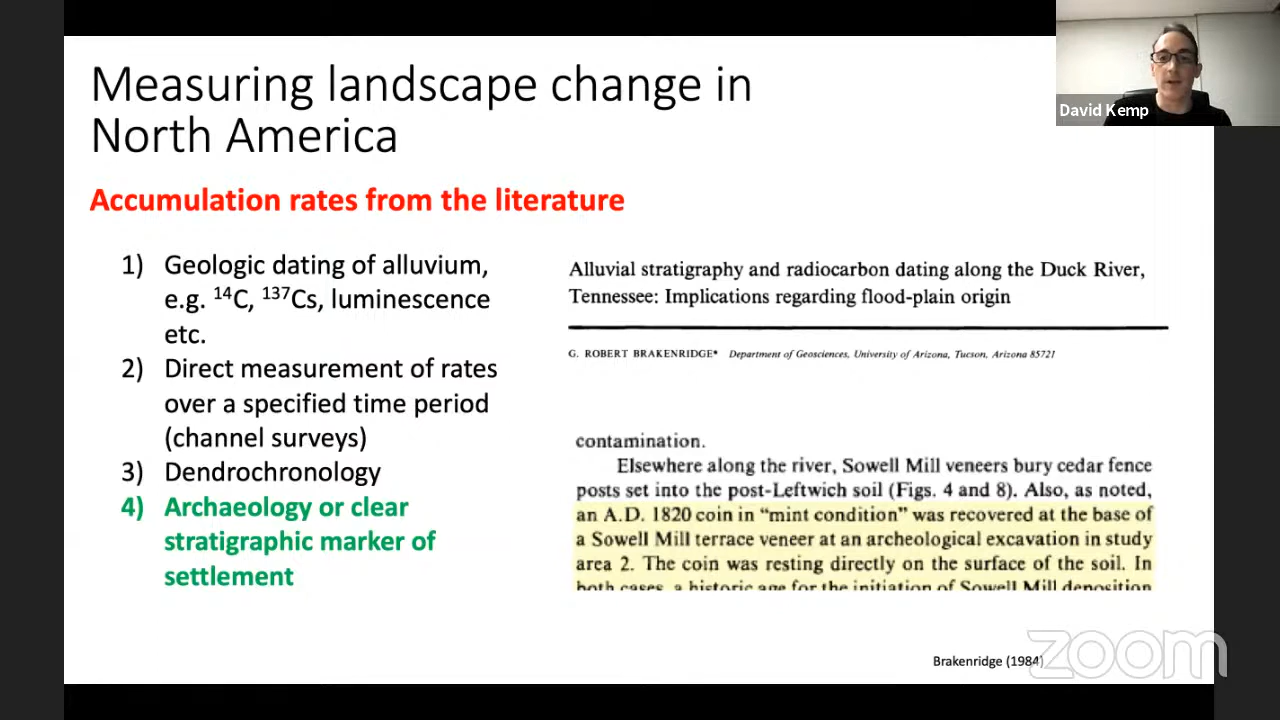 Measuring landscape change in
North America
David Kemp
Accumulation rates from the literature
1) Geologic dating of alluvium,
e.g. ¹⁴C, ¹³⁷Cs, luminescence
etc.
2) Direct measurement of rates
over a specified time period
(channel surveys)
3) Dendrochronology
4) Archaeology or clear
stratigraphic marker of
settlement
Alluvial stratigraphy and radiocarbon dating along the Duck River,
Tennessee: Implications regarding flood-plain origin
G. ROBERT BRAKENRIDGE* Department of Geosciences, University of Arizona, Tucson, Arizona 85721
contamination.
Elsewhere along the river, Sowell Mill veneers bury cedar fence
posts set into the post-Leftwich soil (Figs. 4 and 8). Also, as noted,
an A.D. 1820 coin in “mint condition” was recovered at the base of
a Sowell Mill terrace veneer at an archeological excavation in study
area 2. The coin was resting directly on the surface of the soil. In
both cases, a historic age for the initiation of Sowell Mill deposition
Brakenridge (1984)
zoom